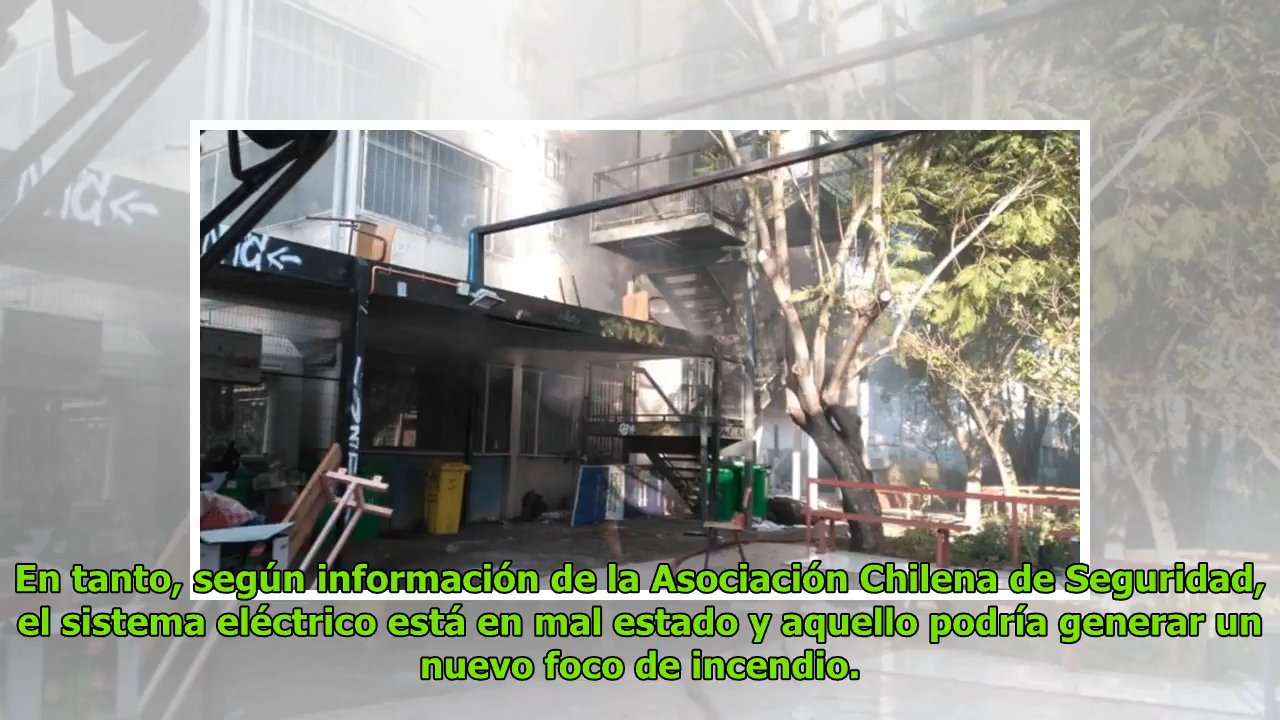 En tanto, según información de la Asociación Chilena de Seguridad,
el sistema eléctrico está en mal estado y aquello podría generar un
nuevo foco de incendio.